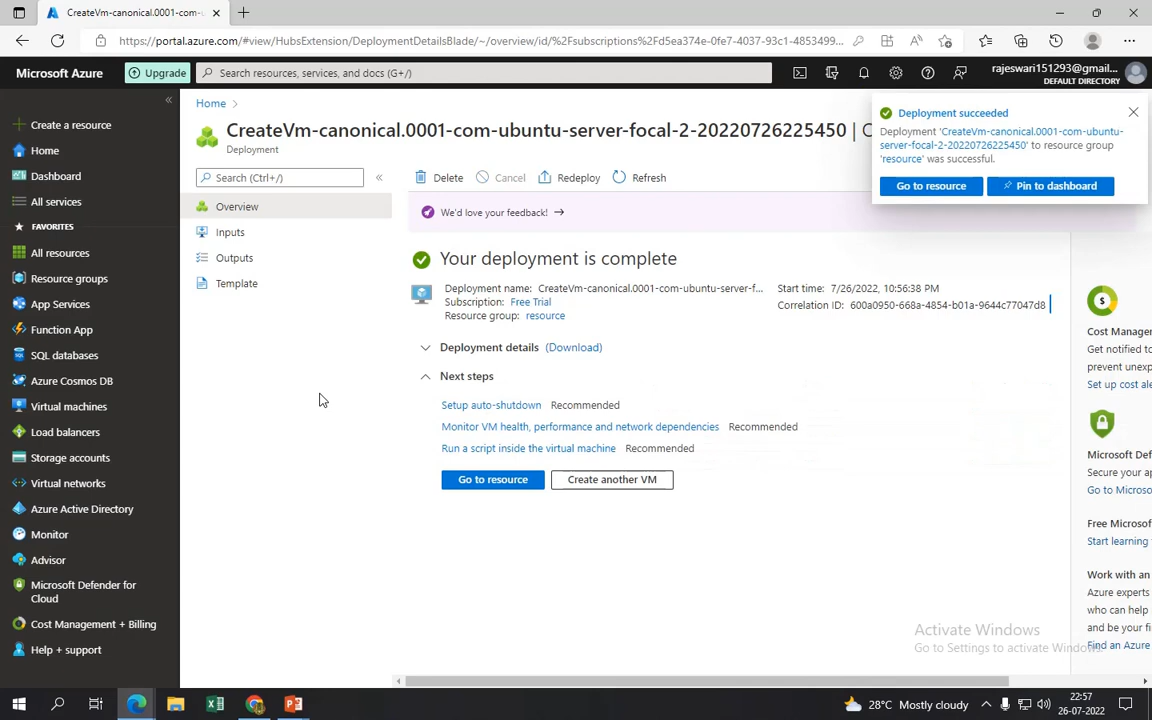 CreateVm-canonical.0001-com-u
https://portal.azure.com/#view/HubsExtension/DeploymentDetailsBlade/~/overview/id/%2Fsubscriptions%2Fd5ea374e-0fe7-4037-93c1-4853499...
Microsoft Azure
Upgrade
Search resources, services, and docs (G+/)
rajeswari151293@gmail....
DEFAULT DIRECTORY
Create a resource
Home
Dashboard
All services
FAVORITES
All resources
Resource groups
App Services
Function App
SQL databases
Azure Cosmos DB
Virtual machines
Load balancers
Storage accounts
Virtual networks
Azure Active Directory
Monitor
Advisor
Microsoft Defender for
Cloud
Cost Management + Billing
Help + support
Home
CreateVm-canonical.0001-com-ubuntu-server-focal-2-20220726225450 |
Deployment
Search (Ctrl+/)
Overview
Inputs
Outputs
Template
Delete
Cancel
Redeploy
Refresh
We'd love your feedback!
Your deployment is complete
Deployment name: CreateVm-canonical.0001-com-ubuntu-server-f...
Subscription: Free Trial
Resource group: resource
Start time: 7/26/2022, 10:56:38 PM
Correlation ID: 600a0950-668a-4854-b01a-9644c77047d8
Deployment details (Download)
Next steps
Setup auto-shutdown Recommended
Monitor VM health, performance and network dependencies Recommended
Run a script inside the virtual machine Recommended
Go to resource
Create another VM
Deployment succeeded
Deployment 'CreateVm-canonical.0001-com-ubuntu-
server-focal-2-20220726225450' to resource group
'resource' was successful.
Go to resource
Pin to dashboard
Cost Manager
Get notified to
prevent unexp
Set up cost ale
Microsoft Def
Secure your ap
Go to Microso
Free Microsof
Start learning
Work with an
Azure experts
who can help
and be your fi
Find an Azure
Activate Windows
Go to Settings to activate Windows.
28°C Mostly cloudy
22:57
26-07-2022